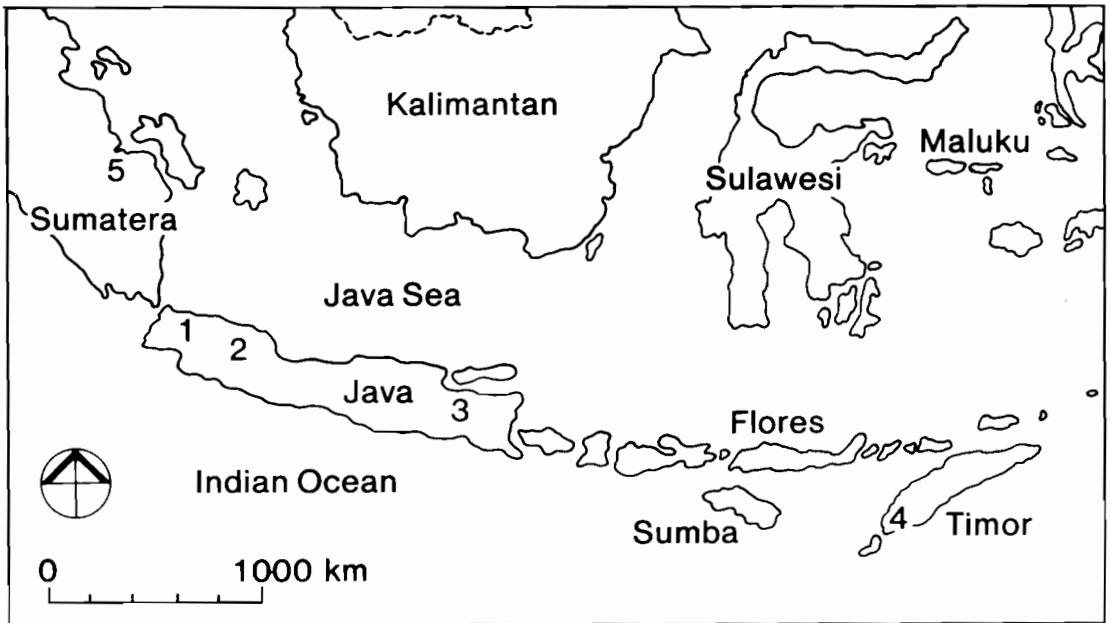 Kalimantan
Maluku
5
Sulawesi
Sumatera
Java Sea
1
2
Java
3
Flores
Indian Ocean
4
Timor
Sumba
0 1000 km